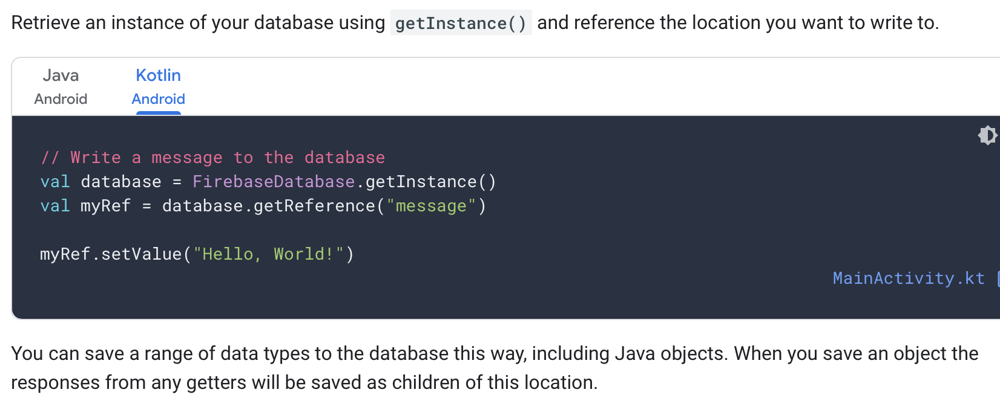 Retrieve an instance of your database using getInstance() and reference the location you want to write to.
Java
Android
Kotlin
Android
// Write a message to the database
val database = FirebaseDatabase.getInstance()
val myRef = database.getReference("message")
myRef.setValue("Hello, World!")
MainActivity.kt
You can save a range of data types to the database this way, including Java objects. When you save an object the
responses from any getters will be saved as children of this location.